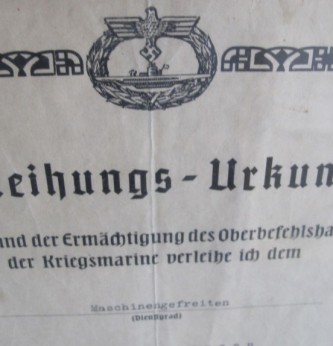 leihungs-Urkun
und der Ermächtigung des Oberbefehlsha
der Kriegsmarine verleihe ich dem
Maschinengefreiten
(Dienstgrad)